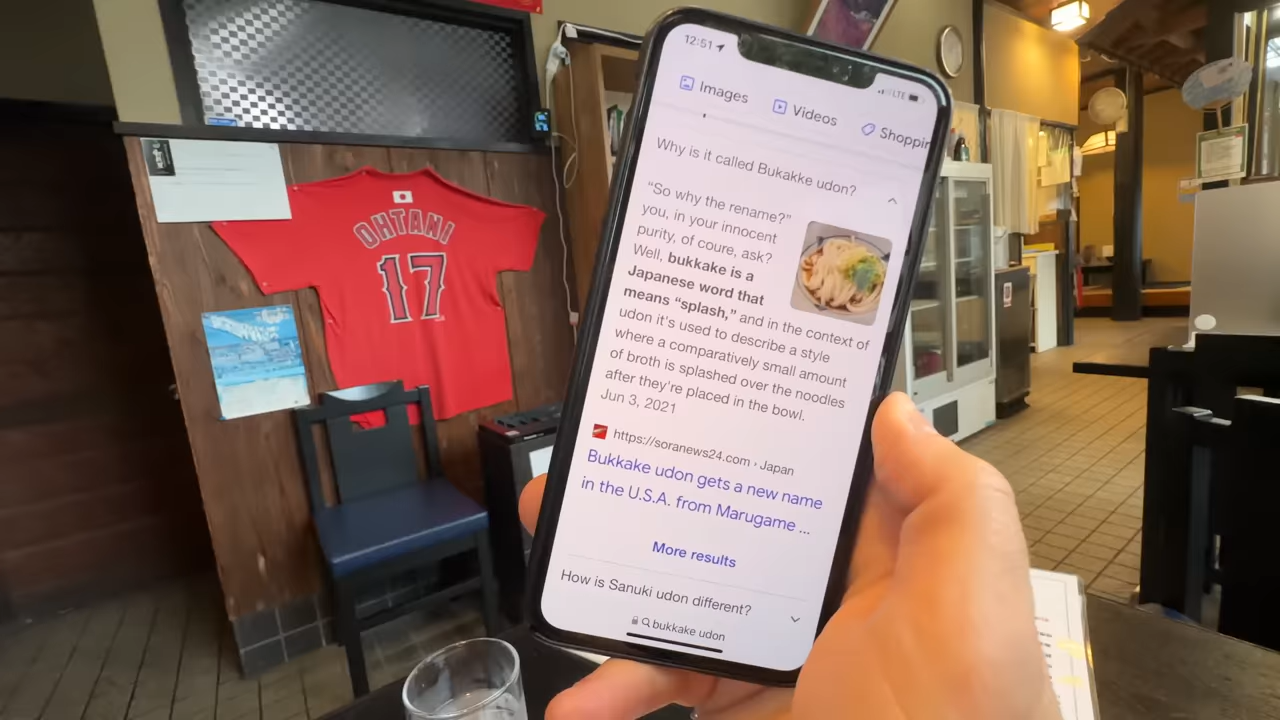 OHTANI
17
12:51
LTE
Images
Videos
Shoppin
Why is it called Bukakke udon?
“So why the rename?”
you, in your innocent
purity, of coure, ask?
Well, bukkake is a
Japanese word that
means “splash,” and in the context of
udon it's used to describe a style
where a comparatively small amount
of broth is splashed over the noodles
after they're placed in the bowl.
Jun 3, 2021
https://soranews24.com › Japan
Bukkake udon gets a new name
in the U.S.A. from Marugame ...
More results
How is Sanuki udon different?
bukkake udon